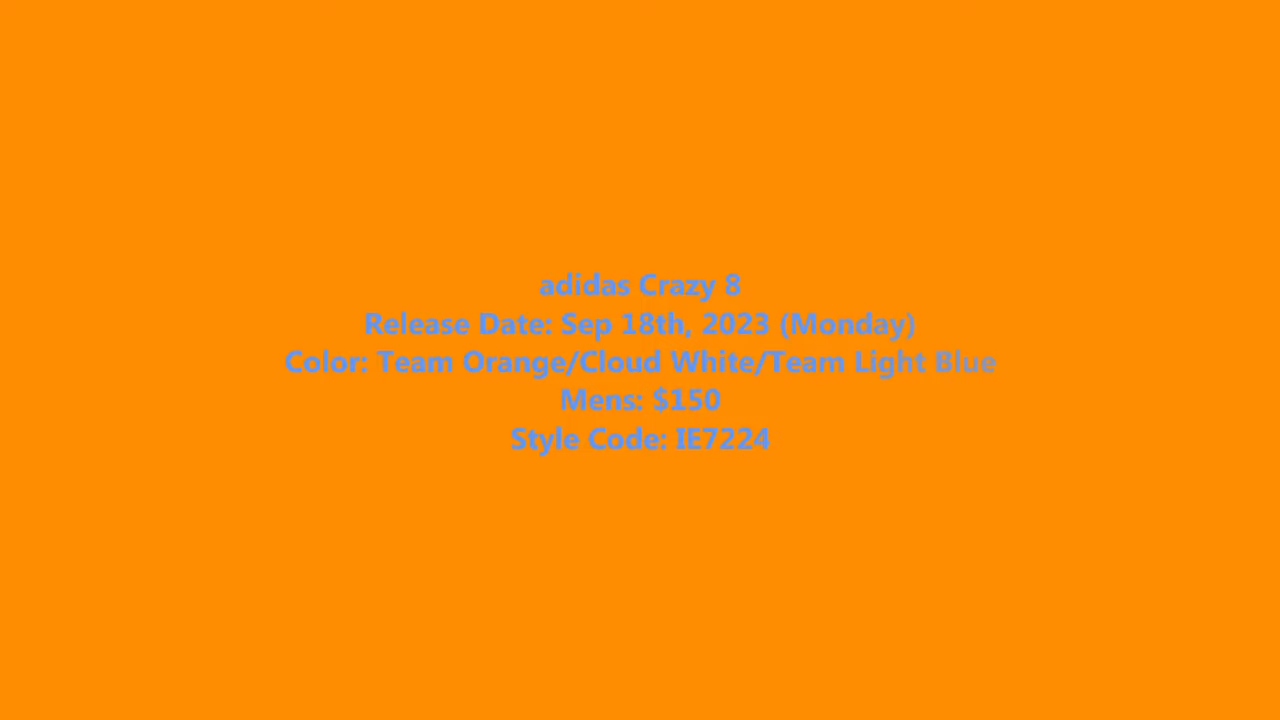 adidas Crazy 8
Release Date: Sep 18th, 2023 (Monday)
Color: Team Orange/Cloud White/Team Light Blue
Mens: $150
Style Code: IE7224